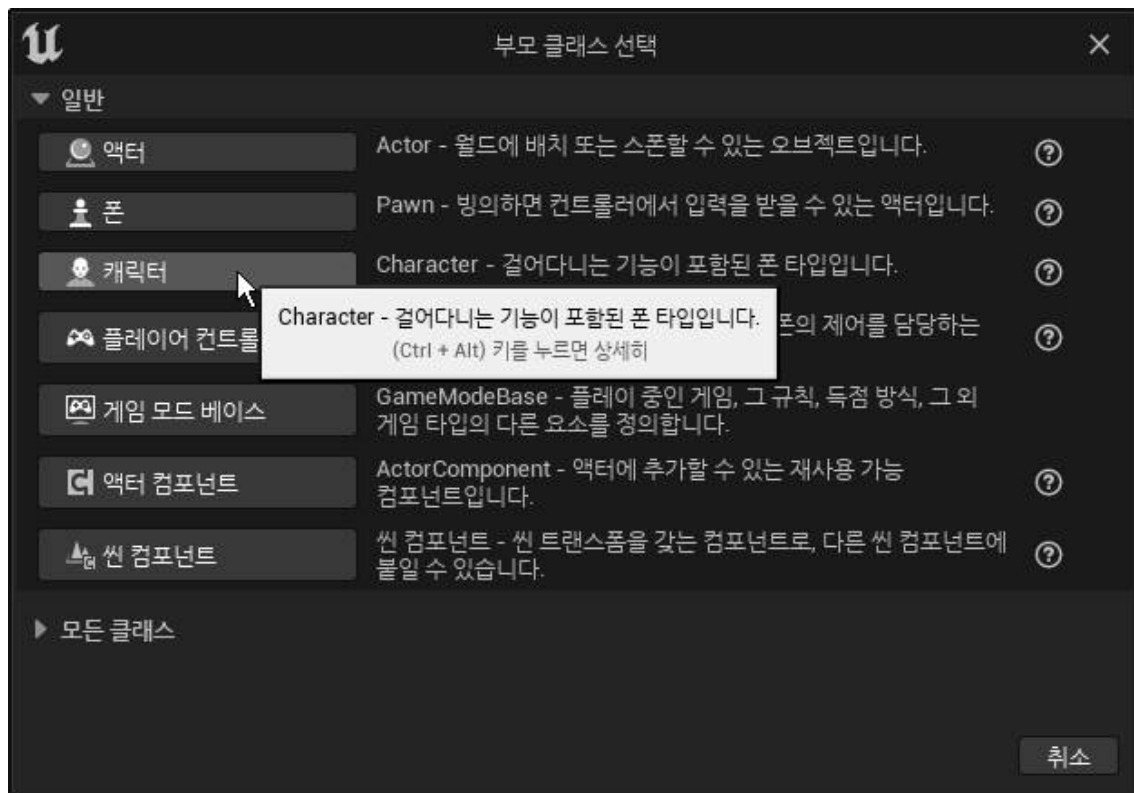 부모 클래스 선택
일반
액터
Actor - 월드에 배치 또는 스폰할 수 있는 오브젝트입니다.
폰
Pawn - 빙의하면 컨트롤러에서 입력을 받을 수 있는 액터입니다.
캐릭터
Character - 걸어다니는 기능이 포함된 폰 타입입니다.
Character - 걸어다니는 기능이 포함된 폰 타입입니다.
(Ctrl + Alt) 키를 누르면 상세히
플레이어 컨트롤
폰의 제어를 담당하는
게임 모드 베이스
GameModeBase - 플레이 중인 게임, 그 규칙, 득점 방식, 그 외
게임 타입의 다른 요소를 정의합니다.
액터 컴포넌트
ActorComponent - 액터에 추가할 수 있는 재사용 가능
컴포넌트입니다.
씬 컴포넌트
씬 컴포넌트 - 씬 트랜스폼을 갖는 컴포넌트로, 다른 씬 컴포넌트에
붙일 수 있습니다.
모든 클래스
취소